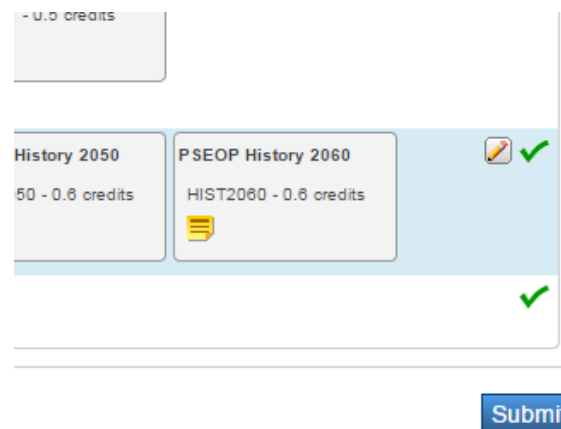 - 0.5 credits
History 2050
PSEOP History 2060
50 - 0.6 credits
HIST2060 - 0.6 credits
Submi